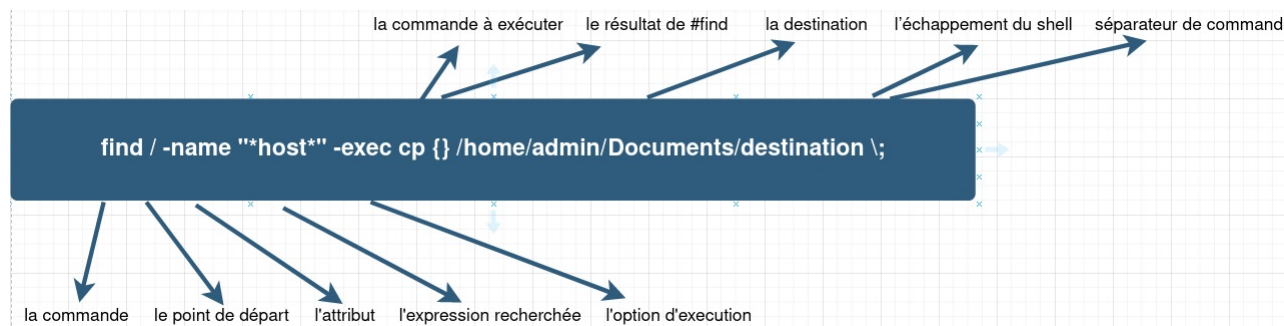 la commande à exécuter le résultat de #find la destination l'échappement du shell séparateur de command
find / -name "*host*" -exec cp {} /home/admin/Documents/destination \;
la commande le point de départ l'attribut l'expression recherchée l'option d'execution